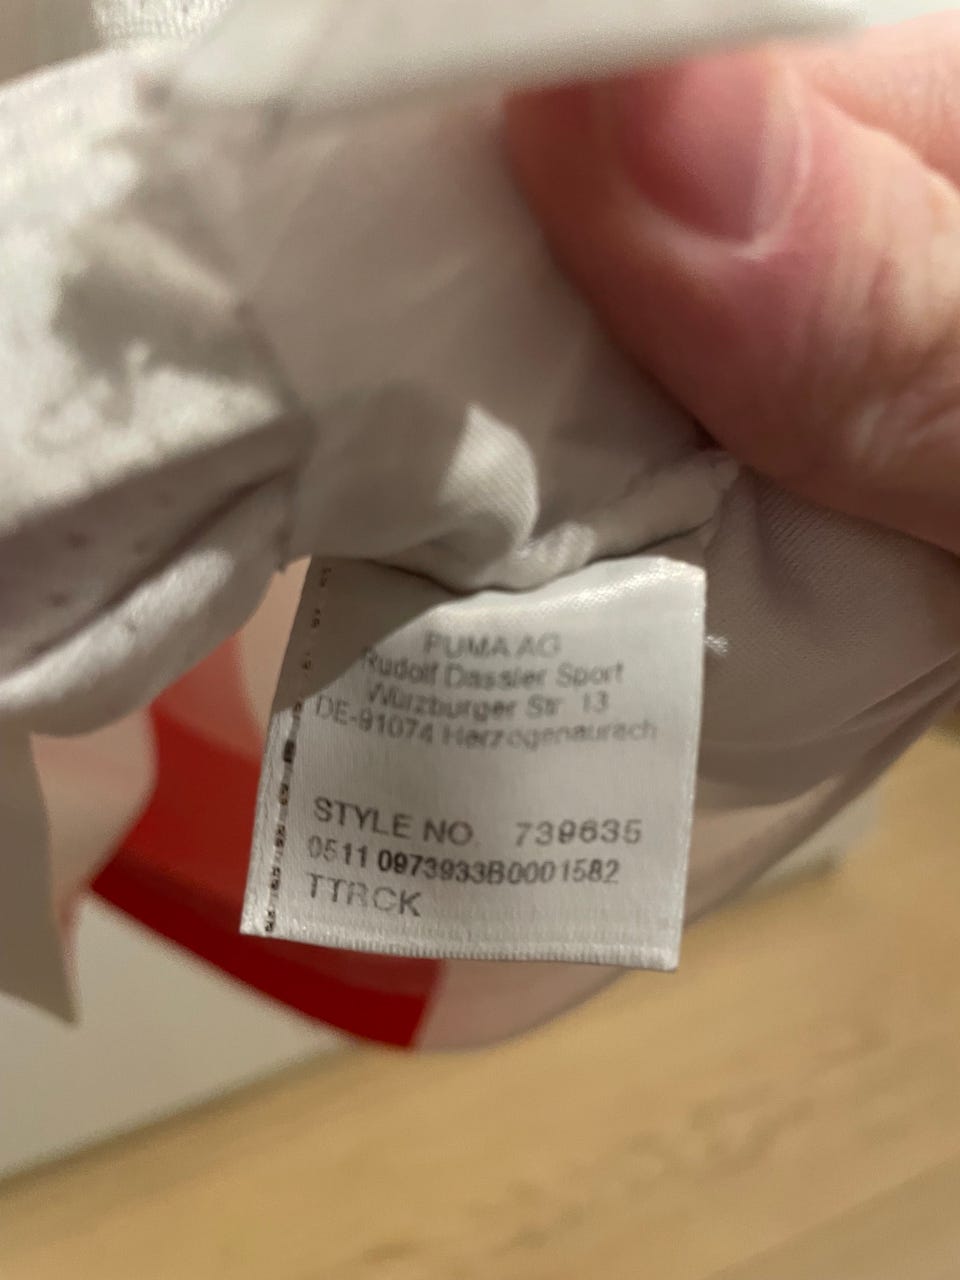 PUMA AG
Rudolf Dassler Sport
Würzburger Str 13
DE-91074 Herzogenaurach
STYLE NO. 739635
0511 0973933B0001582
TTRCK